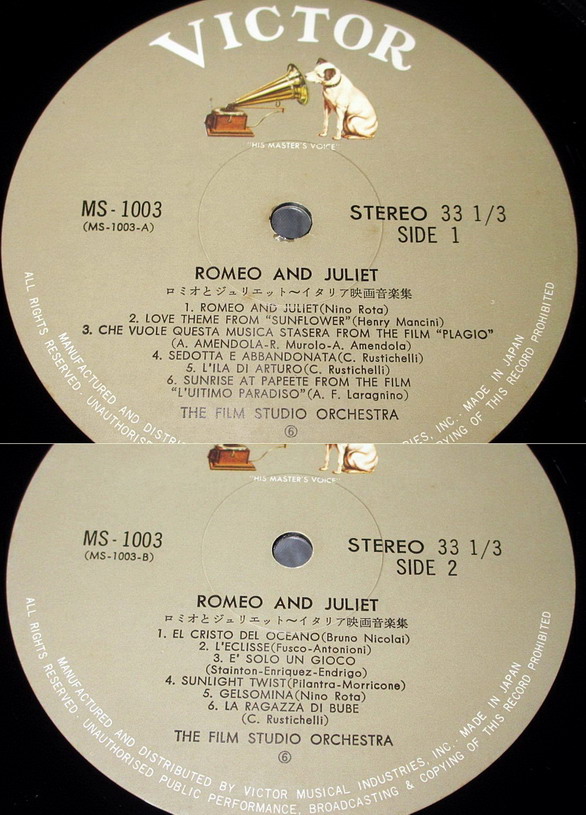 VICTOR
"HIS MASTER'S VOICE"
MS-1003
(MS-1003-A)
STEREO 33 1/3
SIDE 1
ROMEO AND JULIET
ロミオとジュリエット〜イタリア映画音楽集
1. ROMEO AND JULIET(Nino Rota)
2. LOVE THEME FROM "SUNFLOWER"(Henry Mancini)
3. CHE VUOLE QUESTA MUSICA STASERA FROM THE FILM "PLAGIO"
(A. AMENDOLA-R. Murolo-A. Amendola)
4. SEDOTTA E ABBANDONATA(C. Rustichelli)
5. L'ILA DI ARTURO(C. Rustichelli)
6. SUNRISE AT PAPEETE FROM THE FILM
"L'UITIMO PARADISO"(A. F. Laragnino)
THE FILM STUDIO ORCHESTRA
⑥
MANUFACTURED AND DISTRIB
ALL RIGHTS RESERVED. UNAUTHORISED
IES, INC.· MADE IN JAPAN
PYING OF THIS RECORD PROHIBITED
"HIS MASTER'S VOICE"
MS-1003
(MS-1003-B)
STEREO 33 1/3
SIDE 2
ROMEO AND JULIET
ロミオとジュリエット〜イタリア映画音楽集
1. EL CRISTO DEL OCEANO(Bruno Nicolai)
2. L'ECLISSE(Fusco-Antonioni)
3. E' SOLO UN GIOCO
(Stainton-Enriquez-Endrigo)
4. SUNLIGHT TWIST(Pilantra-Morricone)
5. GELSOMINA(Nino Rota)
6. LA RAGAZZA DI BUBE
(C. Rustichelli)
THE FILM STUDIO ORCHESTRA
⑥
MANUFACTURED AND DISTRIBUTED BY VICTOR MUSICAL INDUSTRIES, INC.· MADE IN JAPAN
ALL RIGHTS RESERVED. UNAUTHORISED PUBLIC PERFORMANCE, BROADCASTING & COPYING OF THIS RECORD PROHIBITED